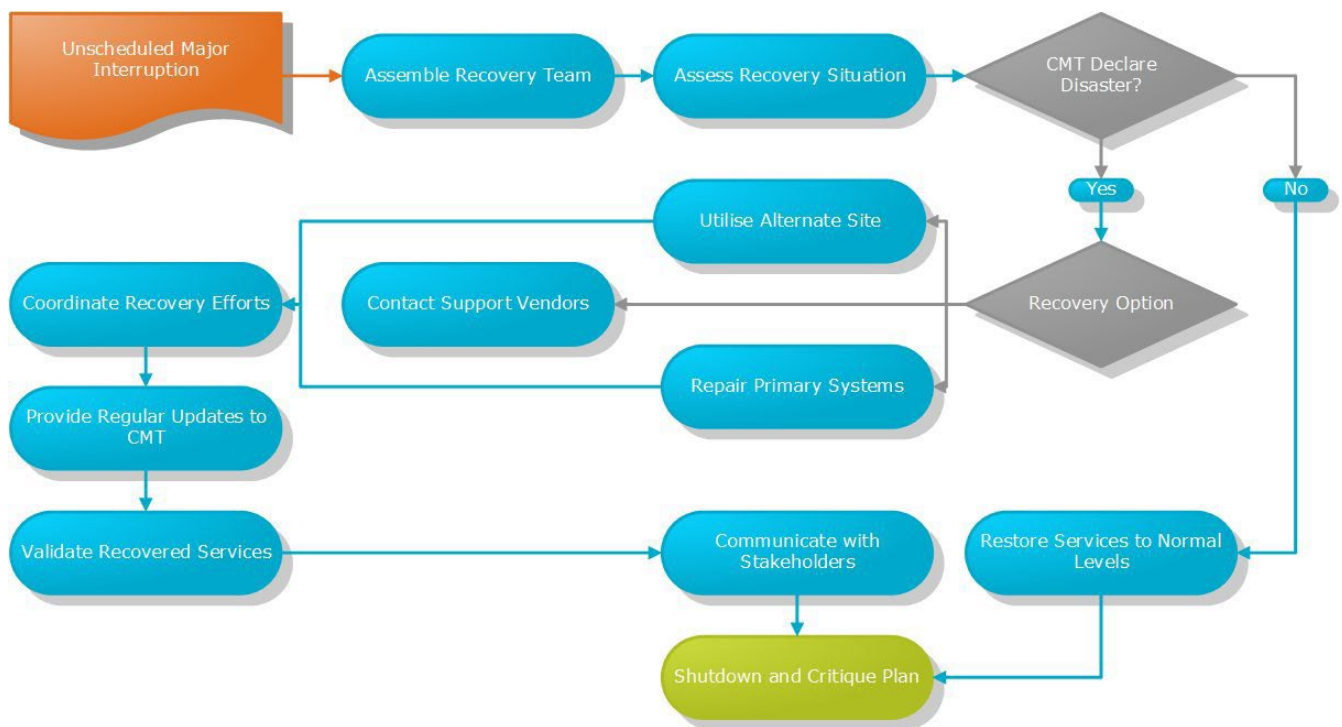 Unscheduled Major
Interruption
Assemble Recovery Team
Assess Recovery Situation
CMT Declare
Disaster?
Yes
No
Utilise Alternate Site
Coordinate Recovery Efforts
Contact Support Vendors
Recovery Option
Repair Primary Systems
Provide Regular Updates to
CMT
Validate Recovered Services
Communicate with
Stakeholders
Restore Services to Normal
Levels
Shutdown and Critique Plan